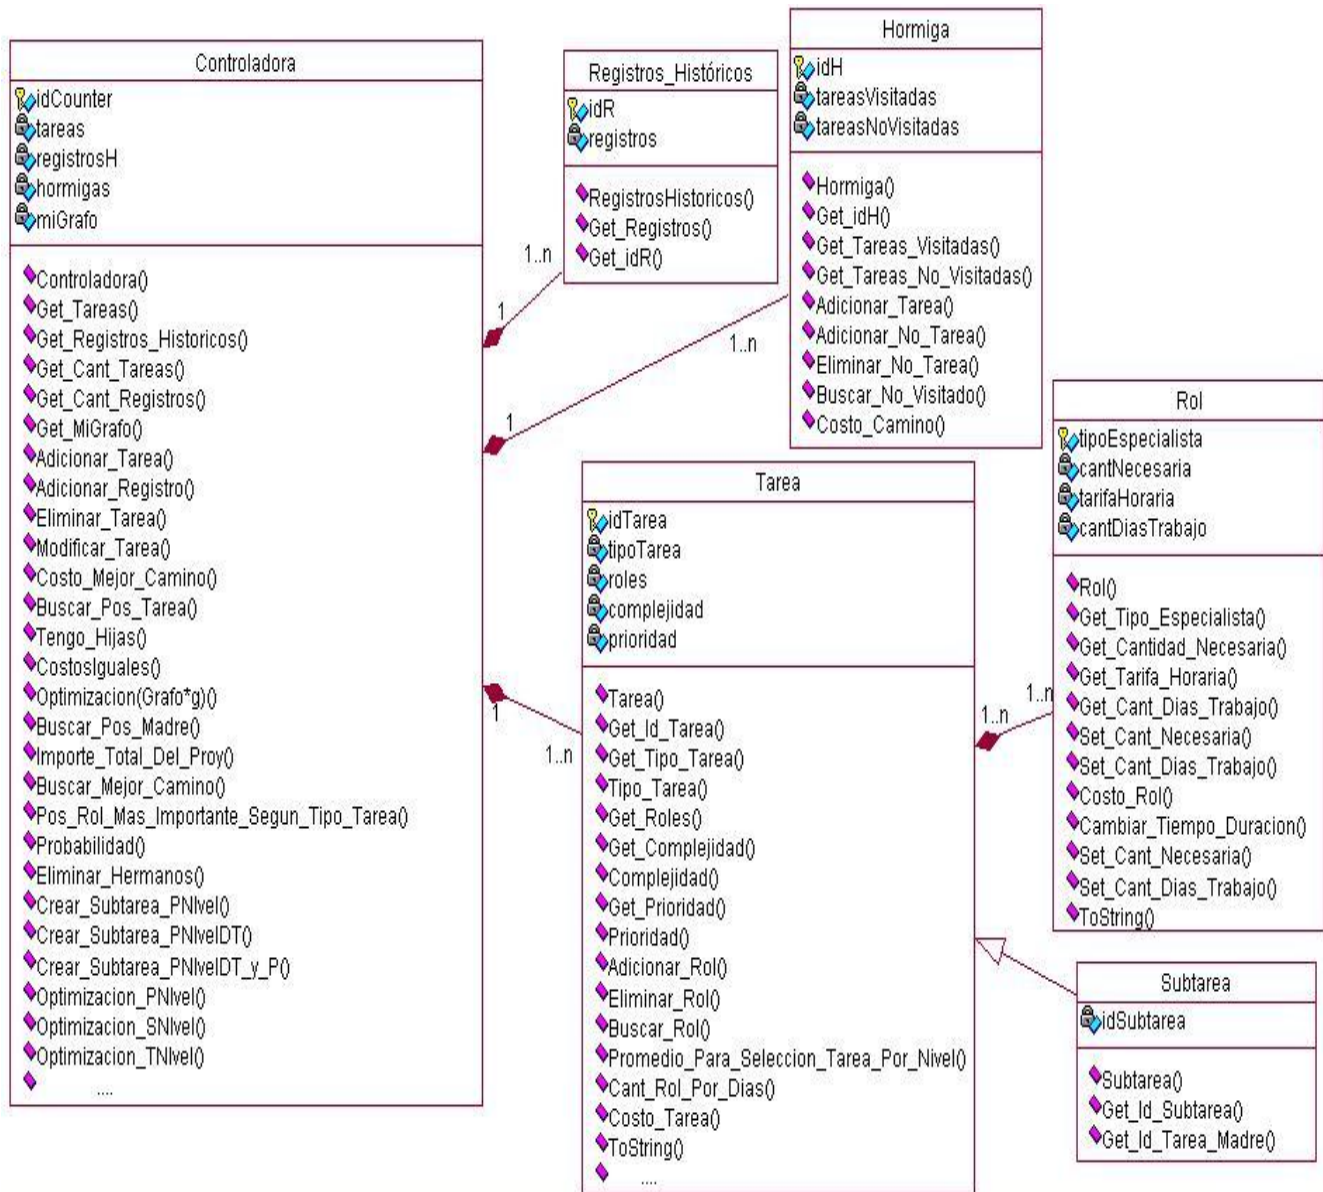 Controladora
idCounter
tareas
registrosH
hormigas
miGrafo
Controladora()
Get_Tareas()
Get_Registros_Historicos()
Get_Cant_Tareas()
Get_Cant_Registros()
Get_MiGrafo()
Adicionar_Tarea()
Adicionar_Registro()
Eliminar_Tarea()
Modificar_Tarea()
Costo_Mejor_Camino()
Buscar_Pos_Tarea()
Tengo_Hijas()
CostosIguales()
Optimizacion(Grafo*g)()
Buscar_Pos_Madre()
Importe_Total_Del_Proy()
Buscar_Mejor_Camino()
Pos_Rol_Mas_Importante_Segun_Tipo_Tarea()
Probabilidad()
Eliminar_Hermanos()
Crear_Subtarea_PNIvel()
Crear_Subtarea_PNIvelDT()
Crear_Subtarea_PNIvelDT_y_P()
Optimizacion_PNIvel()
Optimizacion_SNIvel()
Optimizacion_TNIvel()
....
1
1..n
1
1..n
1
1..n
Registros_Históricos
idR
registros
RegistrosHistoricos()
Get_Registros()
Get_idR()
Hormiga
idH
tareasVisitadas
tareasNoVisitadas
Hormiga()
Get_idH()
Get_Tareas_Visitadas()
Get_Tareas_No_Visitadas()
Adicionar_Tarea()
Adicionar_No_Tarea()
Eliminar_No_Tarea()
Buscar_No_Visitado()
Costo_Camino()
Tarea
idTarea
tipoTarea
roles
complejidad
prioridad
Tarea()
Get_Id_Tarea()
Get_Tipo_Tarea()
Tipo_Tarea()
Get_Roles()
Get_Complejidad()
Complejidad()
Get_Prioridad()
Prioridad()
Adicionar_Rol()
Eliminar_Rol()
Buscar_Rol()
Promedio_Para_Seleccion_Tarea_Por_Nivel()
Cant_Rol_Por_Dias()
Costo_Tarea()
ToString()
....
1..n
1..n
Rol
tipoEspecialista
cantNecesaria
tarifaHoraria
cantDiasTrabajo
Rol()
Get_Tipo_Especialista()
Get_Cantidad_Necesaria()
Get_Tarifa_Horaria()
Get_Cant_Dias_Trabajo()
Set_Cant_Necesaria()
Set_Cant_Dias_Trabajo()
Costo_Rol()
Cambiar_Tiempo_Duracion()
Set_Cant_Necesaria()
Set_Cant_Dias_Trabajo()
ToString()
Subtarea
idSubtarea
Subtarea()
Get_Id_Subtarea()
Get_Id_Tarea_Madre()